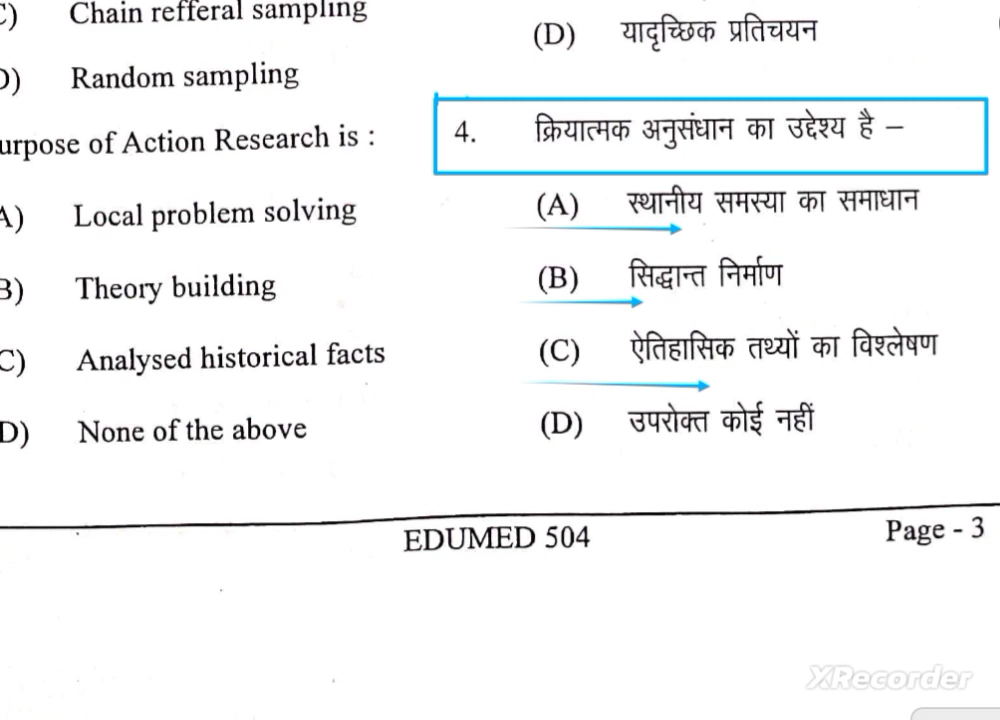 C) Chain refferal sampling
D) Random sampling
urpose of Action Research is :
A) Local problem solving
B) Theory building
C) Analysed historical facts
D) None of the above
(D) यादृच्छिक प्रतिचयन
4. क्रियात्मक अनुसंधान का उद्देश्य है –
(A) स्थानीय समस्या का समाधान
(B) सिद्धान्त निर्माण
(C) ऐतिहासिक तथ्यों का विश्लेषण
(D) उपरोक्त कोई नहीं
EDUMED 504
Page - 3
XRecorder